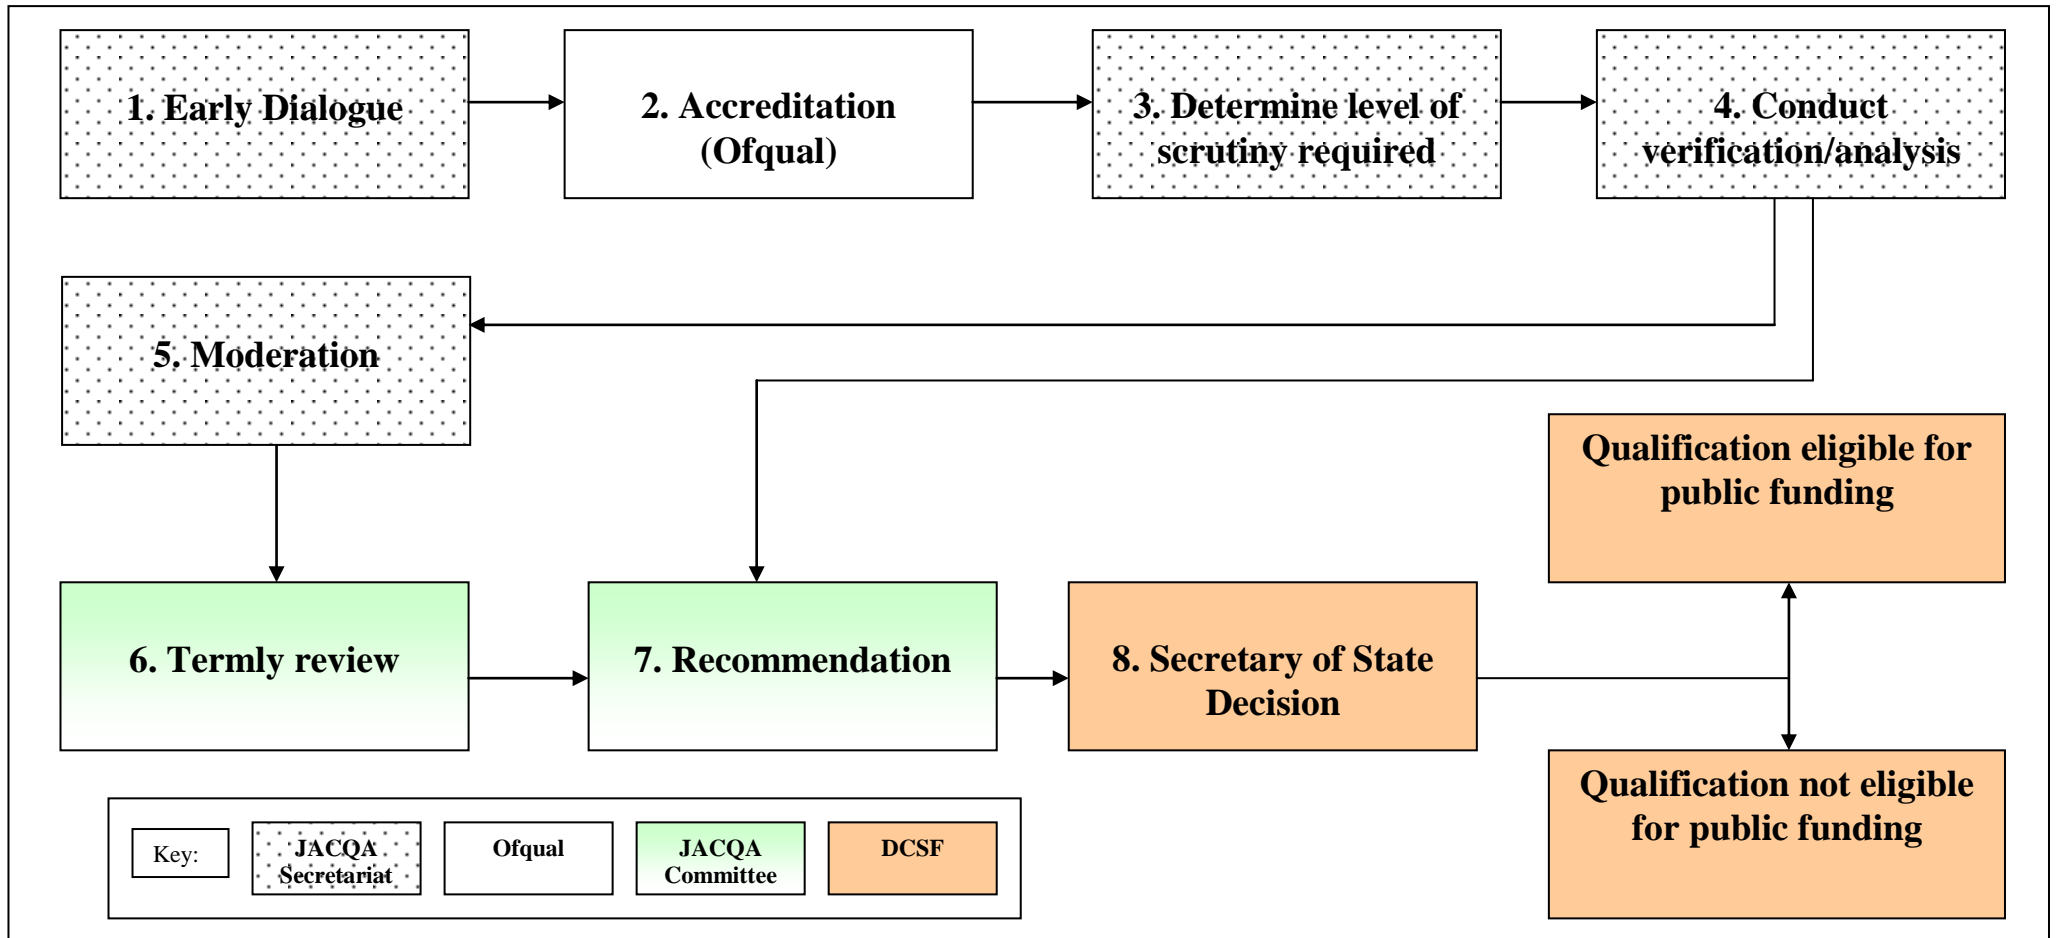 1. Early Dialogue
2. Accreditation
(Ofqual)
3. Determine level of
scrutiny required
4. Conduct
verification/analysis
5. Moderation
Qualification eligible for
public funding
6. Termly review
7. Recommendation
8. Secretary of State
Decision
Qualification not eligible
for public funding
Key:
JACQA
Secretariat
Ofqual
JACQA
Committee
DCSF